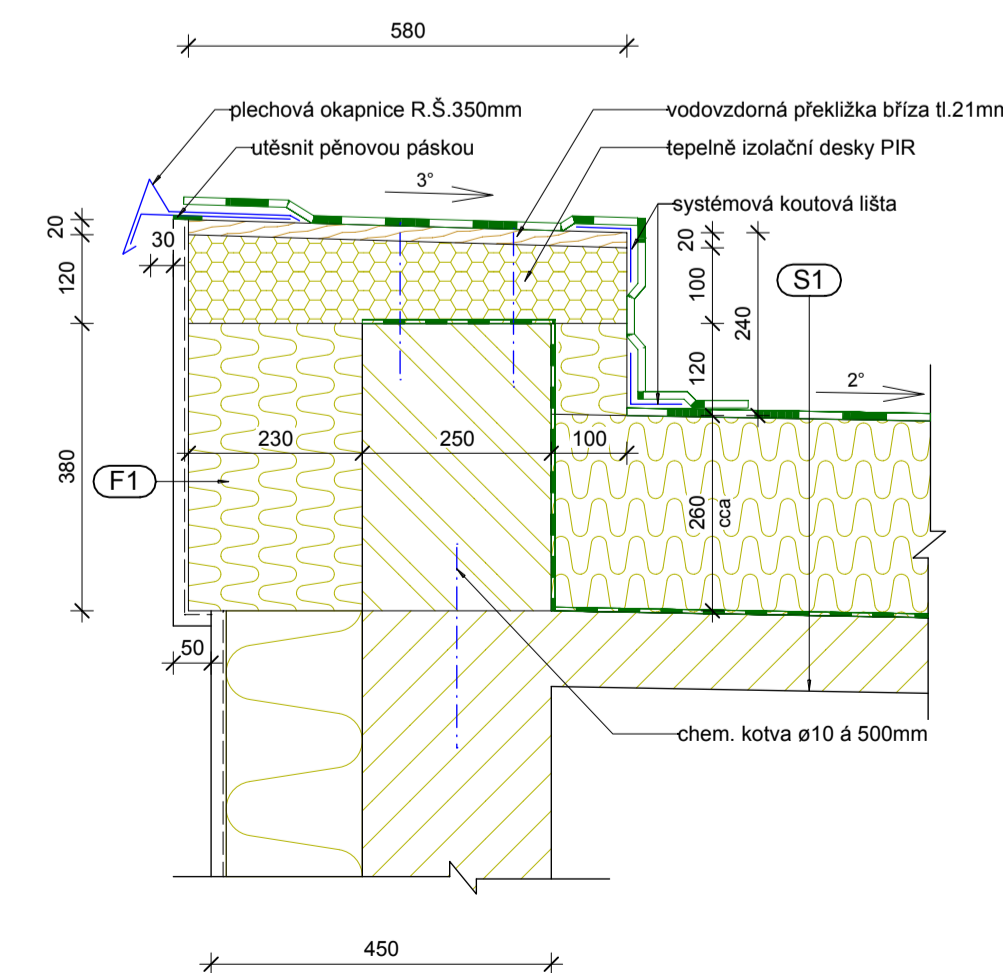 580
plechová okapnice R.Š.350mm
vodovzdorná překližka bříza tl.21mm
utěsnit pěnovou páskou
tepelně izolační desky PIR
3°
systémová koutová lišta
20
30
120
20
100
S1
240
120
2°
230
250
100
380
F1
260
cca
50
chem. kotva ø10 á 500mm
450